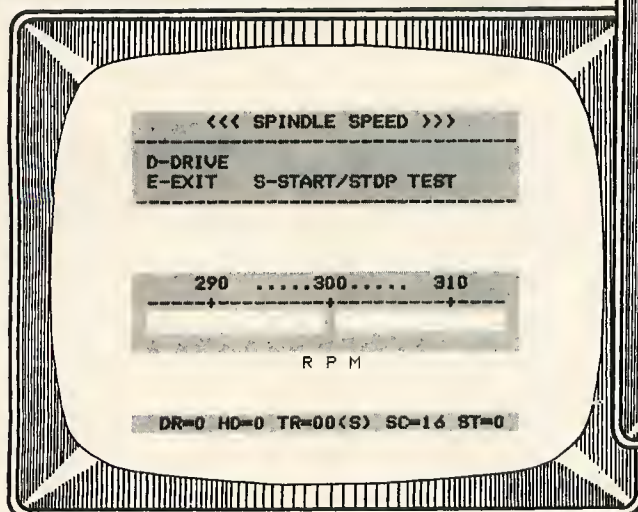 <<< SPINDLE SPEED >>>
D-DRIVE
E-EXIT S-START/STOP TEST
290 .....300..... 310
R P M
DR=0 HD=0 TR=00(S) SC=16 ST=0